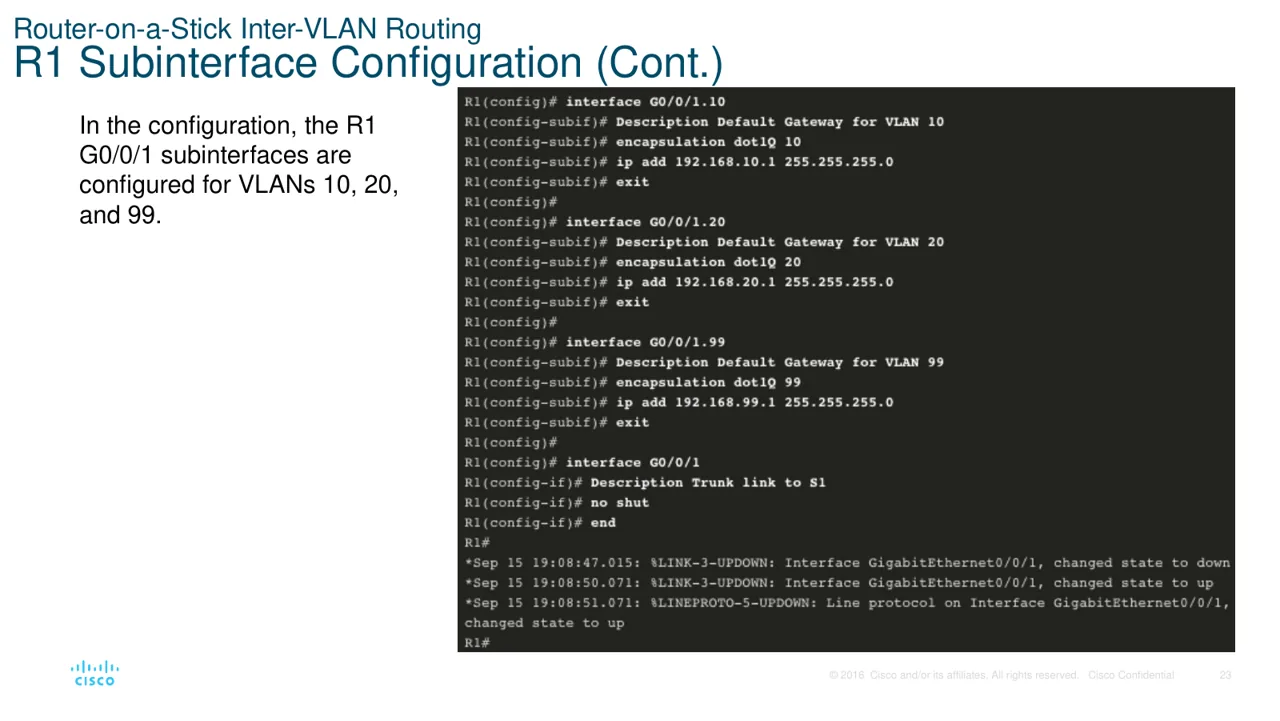 Router-on-a-Stick Inter-VLAN Routing
R1 Subinterface Configuration (Cont.)
In the configuration, the R1
G0/0/1 subinterfaces are
configured for VLANs 10, 20,
and 99.
R1(config)# interface G0/0/1.10
R1(config-subif)# Description Default Gateway for VLAN 10
R1(config-subif)# encapsulation dot1Q 10
R1(config-subif)# ip add 192.168.10.1 255.255.255.0
R1(config-subif)# exit
R1(config)#
R1(config)# interface G0/0/1.20
R1(config-subif)# Description Default Gateway for VLAN 20
R1(config-subif)# encapsulation dot1Q 20
R1(config-subif)# ip add 192.168.20.1 255.255.255.0
R1(config-subif)# exit
R1(config)#
R1(config)# interface G0/0/1.99
R1(config-subif)# Description Default Gateway for VLAN 99
R1(config-subif)# encapsulation dot1Q 99
R1(config-subif)# ip add 192.168.99.1 255.255.255.0
R1(config-subif)# exit
R1(config)#
R1(config)# interface G0/0/1
R1(config-if)# Description Trunk link to S1
R1(config-if)# no shut
R1(config-if)# end
R1#
*Sep 15 19:08:47.015: %LINK-3-UPDOWN: Interface GigabitEthernet0/0/1, changed state to down
*Sep 15 19:08:50.071: %LINK-3-UPDOWN: Interface GigabitEthernet0/0/1, changed state to up
*Sep 15 19:08:51.071: %LINEPROTO-5-UPDOWN: Line protocol on Interface GigabitEthernet0/0/1,
changed state to up
R1#
CISCO
© 2016 Cisco and/or its affiliates. All rights reserved. Cisco Confidential 23